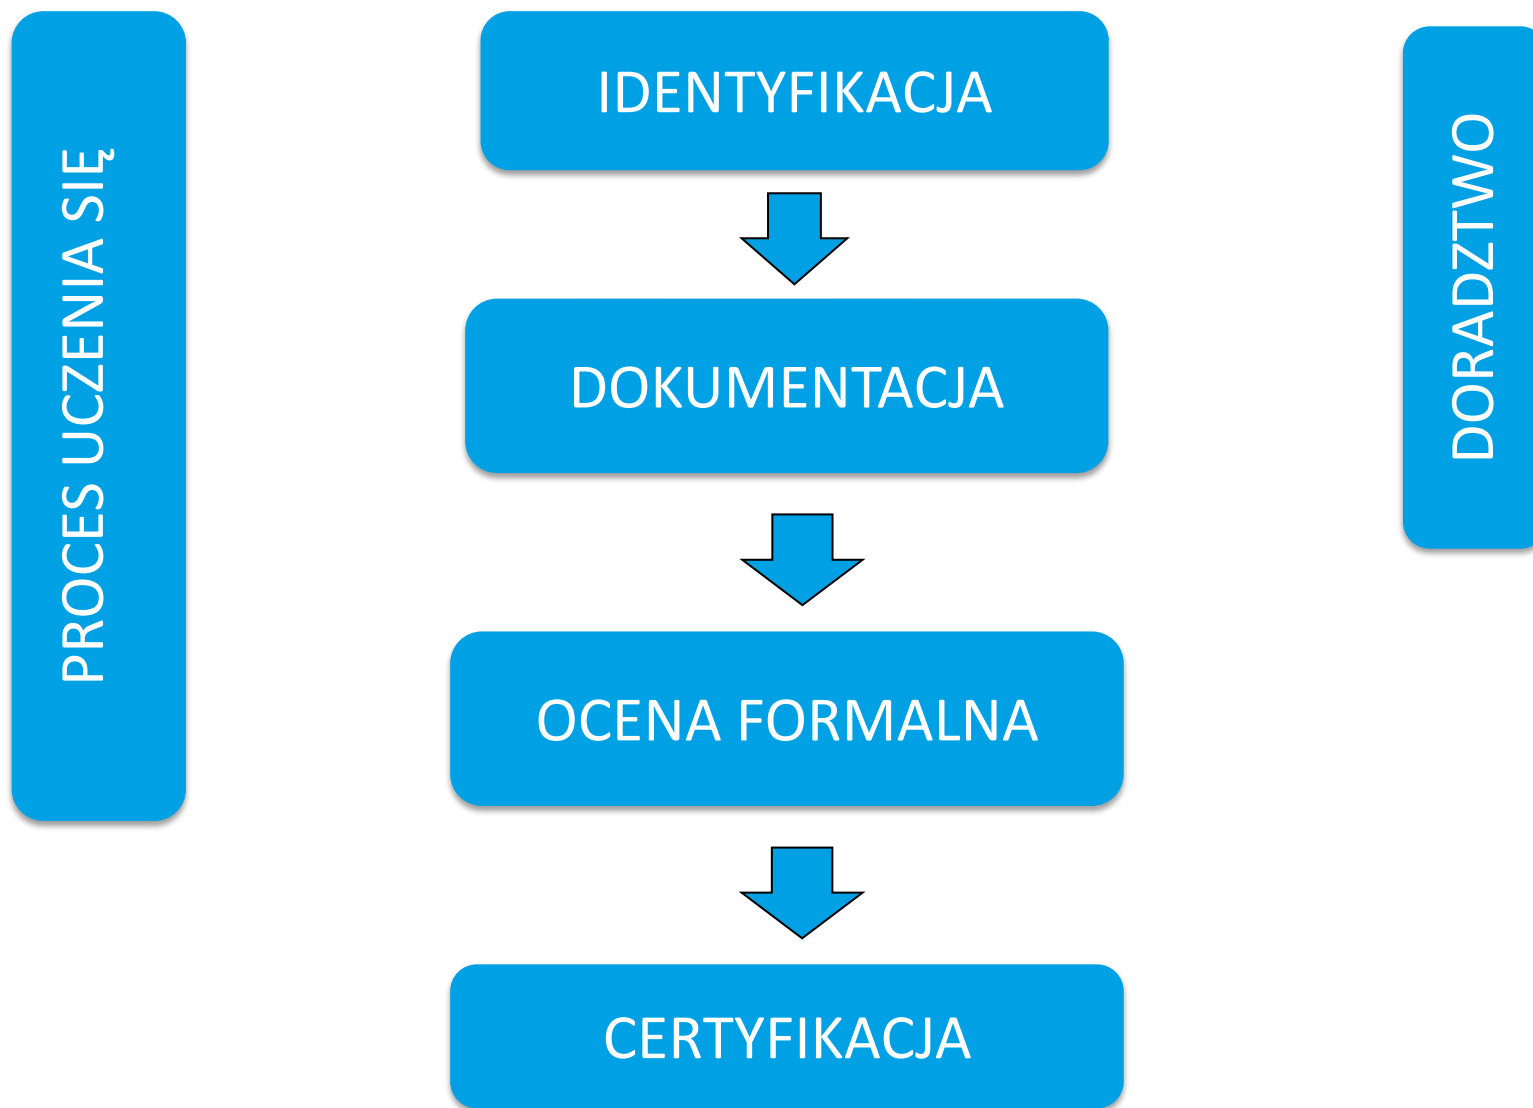 PROCES UCZENIA SIĘ
IDENTYFIKACJA
DOKUMENTACJA
OCENA FORMALNA
CERTYFIKACJA
DORADZTWO